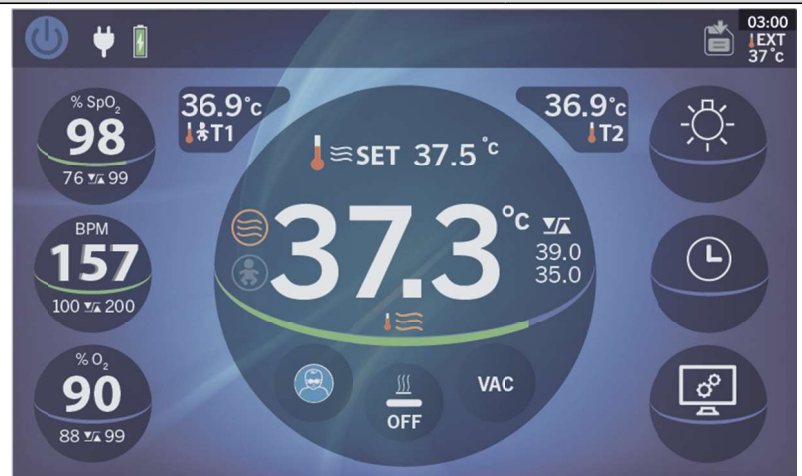 03:00
EXT
37°c
% SpO₂
98
76 99
36.9°c
T1
36.9°c
T2
SET 37.5°c
37.3°c
39.0
35.0
BPM
157
100 200
% O₂
90
88 99
OFF
VAC